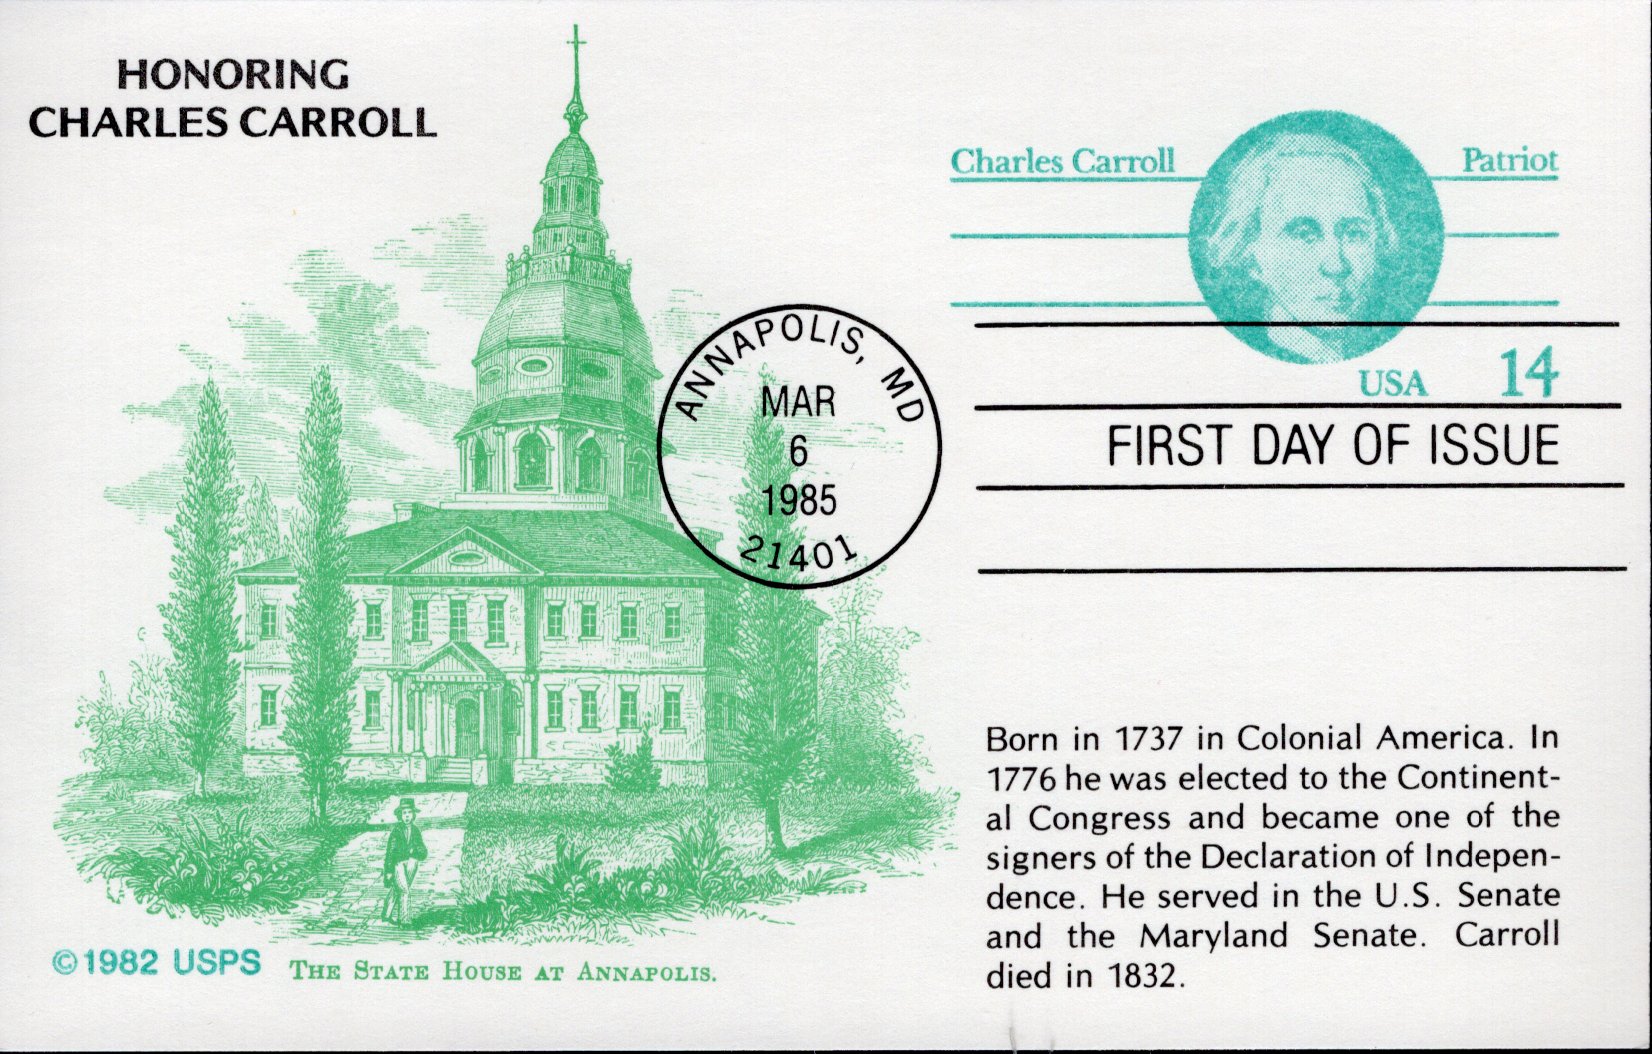 HONORING
CHARLES CARROLL
Charles Carroll
Patriot
USA 14
ANNAPOLIS, MD
MAR
6
1985
21401
FIRST DAY OF ISSUE
Born in 1737 in Colonial America. In
1776 he was elected to the Continent-
al Congress and became one of the
signers of the Declaration of Indepen-
dence. He served in the U.S. Senate
and the Maryland Senate. Carroll
died in 1832.
©1982 USPS
THE STATE HOUSE AT ANNAPOLIS.